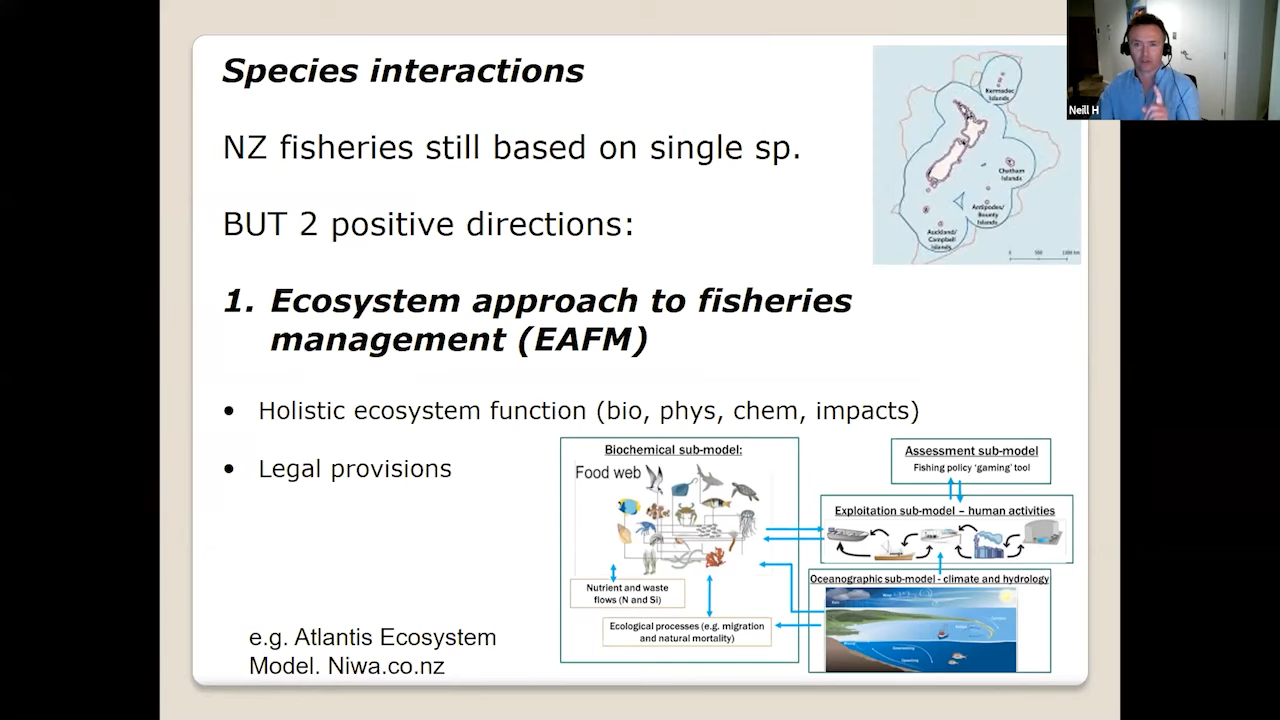 Species interactions
NZ fisheries still based on single sp.
BUT 2 positive directions:
1. Ecosystem approach to fisheries
management (EAFM)
• Holistic ecosystem function (bio, phys, chem, impacts)
• Legal provisions
e.g. Atlantis Ecosystem
Model. Niwa.co.nz
Kermadec
Islands
Chatham
Islands
Antipodes/
Bounty
Islands
Auckland/
Campbell
Islands
Neill H
Biochemical sub-model:
Food web
Nutrient and waste
flows (N and Si)
Ecological processes (e.g. migration
and natural mortality)
Assessment sub-model
Fishing policy 'gaming' tool
Exploitation sub-model – human activities
Oceanographic sub-model - climate and hydrology